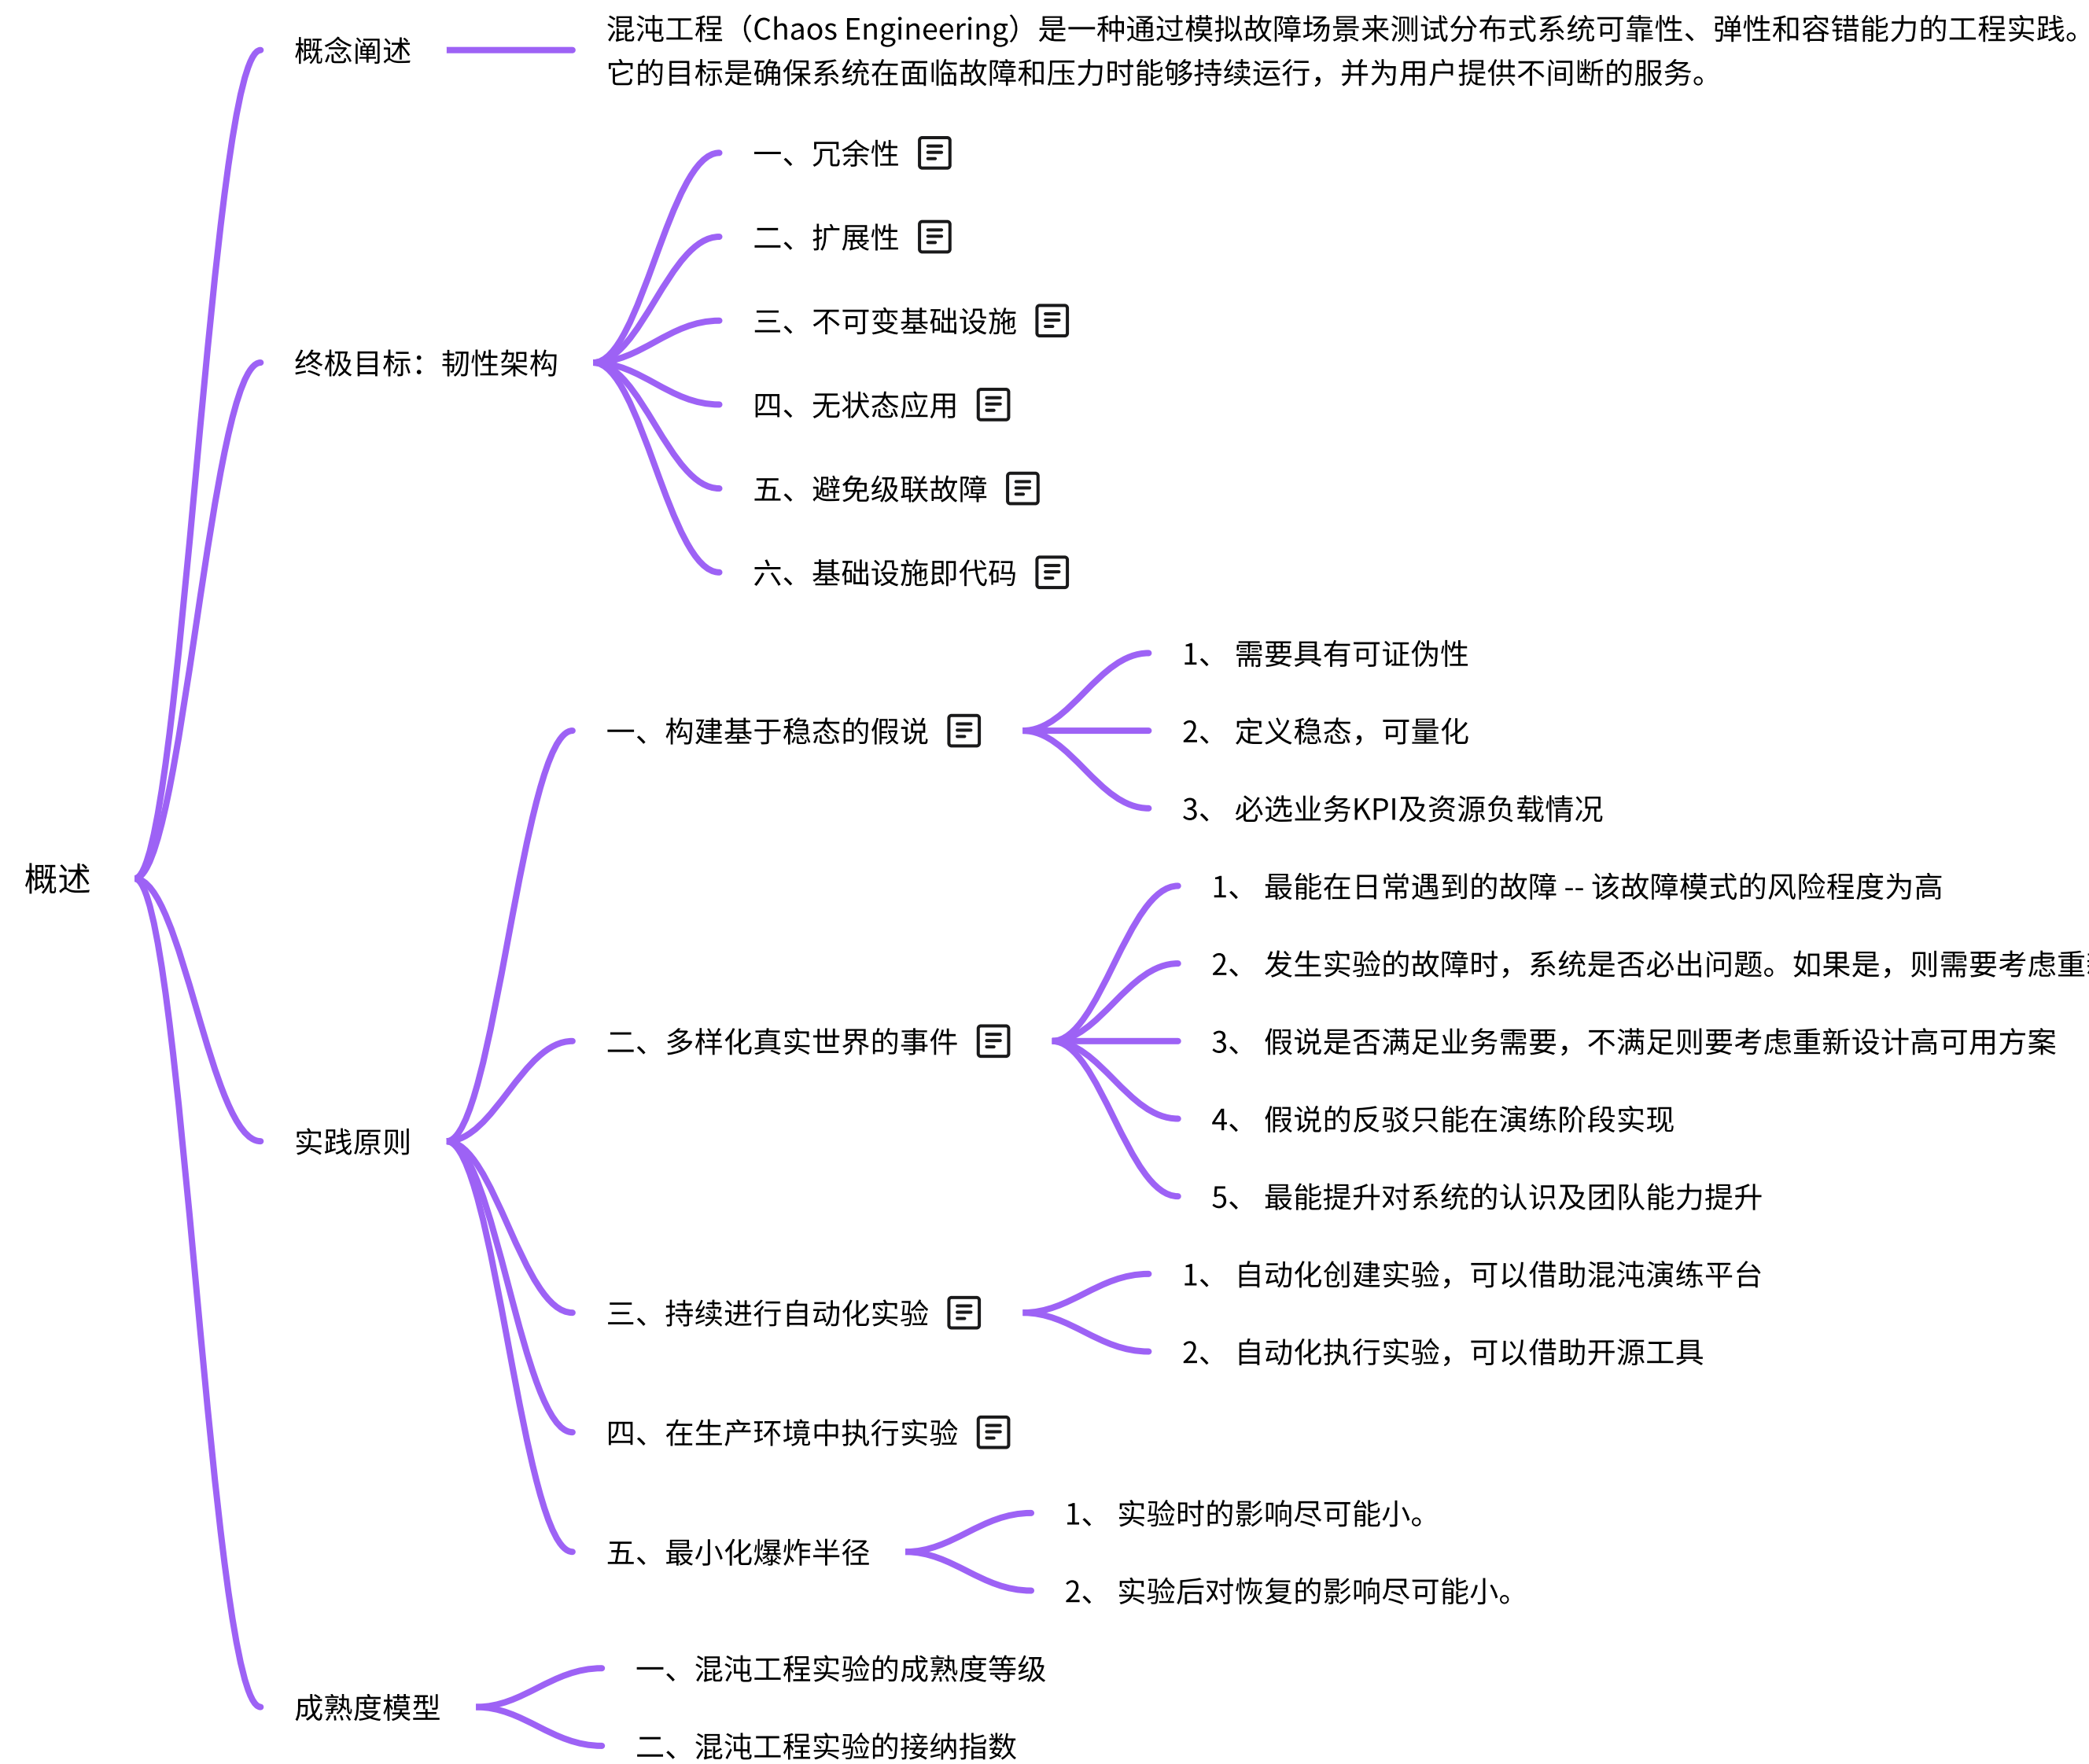 概述
概念阐述
混沌工程（Chaos Engineering）是一种通过模拟故障场景来测试分布式系统可靠性、弹性和容错能力的工程实践。
它的目标是确保系统在面临故障和压力时能够持续运行，并为用户提供不间断的服务。
终极目标：韧性架构
一、冗余性
二、扩展性
三、不可变基础设施
四、无状态应用
五、避免级联故障
六、基础设施即代码
实践原则
一、构建基于稳态的假说
1、 需要具有可证伪性
2、 定义稳态，可量化
3、 必选业务KPI及资源负载情况
二、多样化真实世界的事件
1、 最能在日常遇到的故障 -- 该故障模式的风险程度为高
2、 发生实验的故障时，系统是否必出问题。如果是，则需要考虑重
3、 假说是否满足业务需要，不满足则要考虑重新设计高可用方案
4、 假说的反驳只能在演练阶段实现
5、 最能提升对系统的认识及团队能力提升
三、持续进行自动化实验
1、 自动化创建实验，可以借助混沌演练平台
2、 自动化执行实验，可以借助开源工具
四、在生产环境中执行实验
五、最小化爆炸半径
1、 实验时的影响尽可能小。
2、 实验后对恢复的影响尽可能小。
成熟度模型
一、混沌工程实验的成熟度等级
二、混沌工程实验的接纳指数